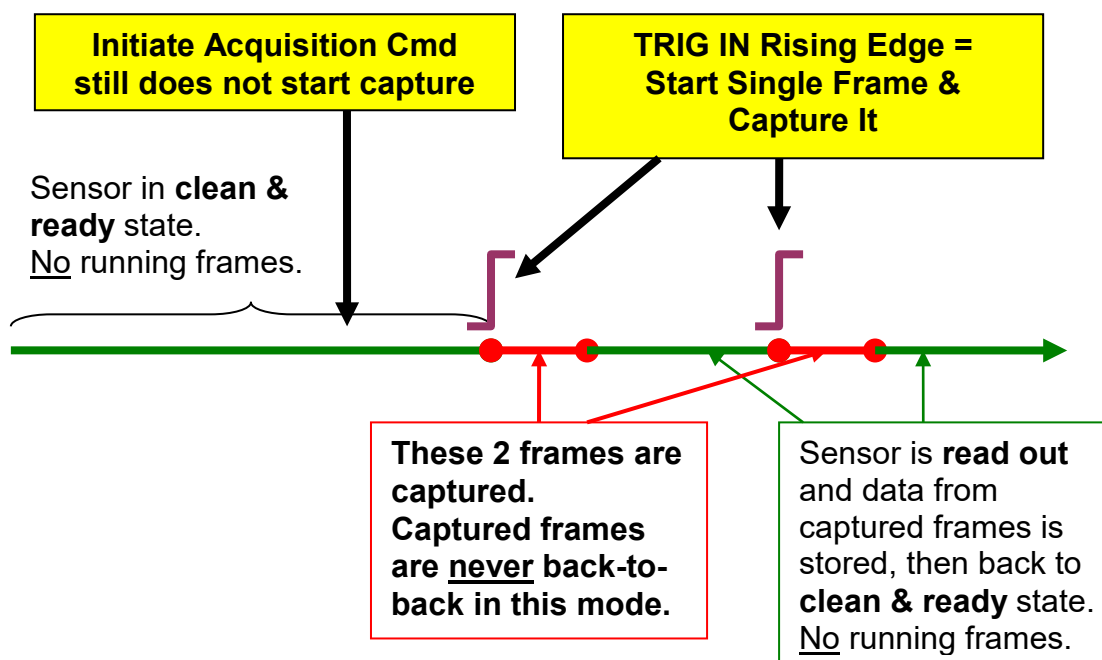 Initiate Acquisition Cmd
still does not start capture
TRIG IN Rising Edge =
Start Single Frame &
Capture It
Sensor in clean &
ready state.
No running frames.
These 2 frames are
captured.
Captured frames
are never back-to-
back in this mode.
Sensor is read out
and data from
captured frames is
stored, then back to
clean & ready state.
No running frames.